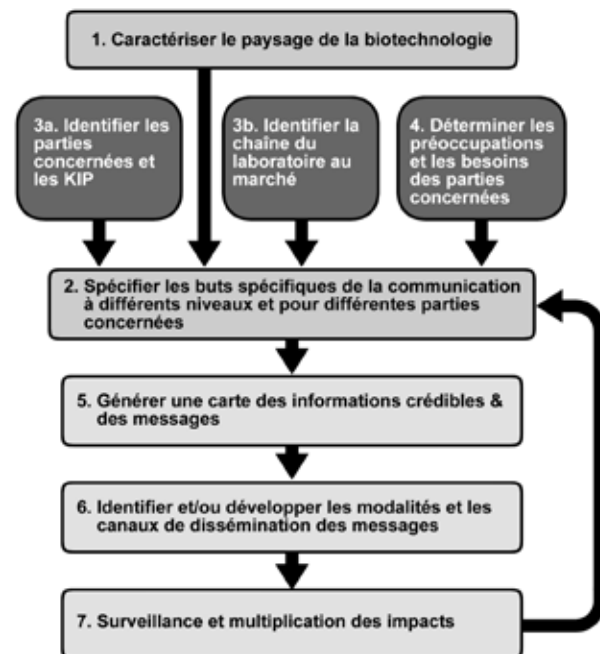 1. Caractériser le paysage de la biotechnologie
3a. Identifier les
parties
concernées et
les KIP
3b. Identifier la
chaîne du
laboratoire au
marché
4. Déterminer les
préoccupations
et les besoins
des parties
concernées
2. Spécifier les buts spécifiques de la communication
à différents niveaux et pour différentes parties
concernées
5. Générer une carte des informations crédibles &
des messages
6. Identifier et/ou développer les modalités et les
canaux de dissémination des messages
7. Surveillance et multiplication des impacts